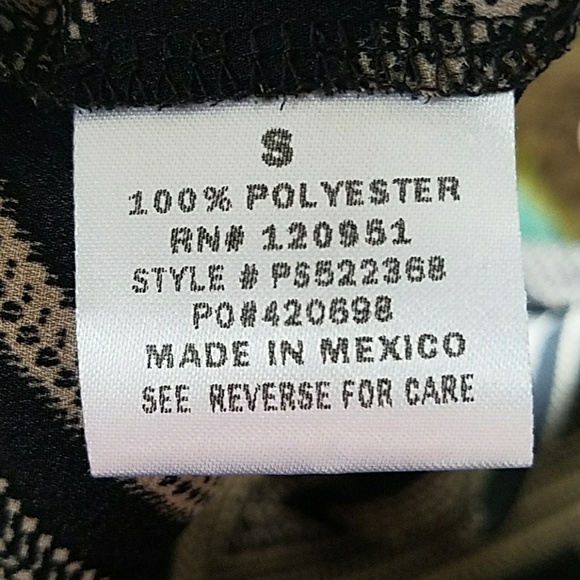 S
100% POLYESTER
RN# 120951
STYLE # PS522368
PO#420698
MADE IN MEXICO
SEE REVERSE FOR CARE